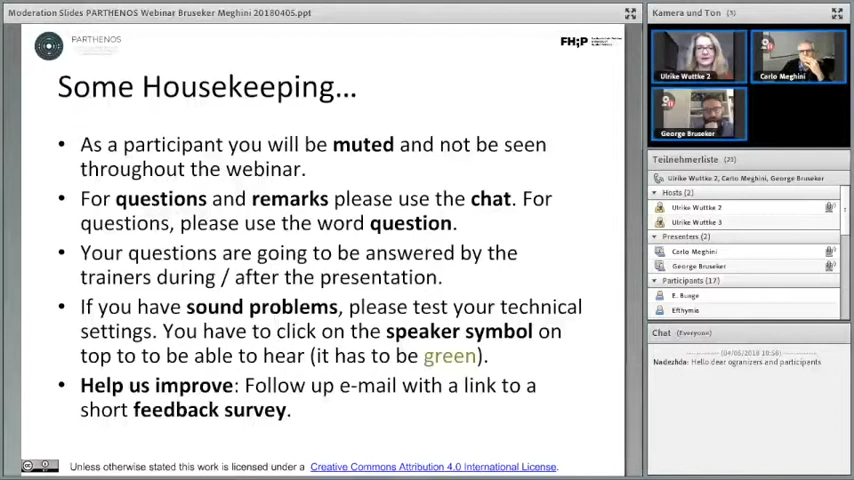 Moderation Slides PARTHENOS Webinar Bruseker Meghini 20180405.ppt
PARTHENOS
FH;P
Some Housekeeping...
• As a participant you will be muted and not be seen
throughout the webinar.
• For questions and remarks please use the chat. For
questions, please use the word question.
• Your questions are going to be answered by the
trainers during / after the presentation.
• If you have sound problems, please test your technical
settings. You have to click on the speaker symbol on
top to to be able to hear (it has to be green).
• Help us improve: Follow up e-mail with a link to a
short feedback survey.
Unless otherwise stated this work is licensed under a Creative Commons Attribution 4.0 International License.
Kamera und Ton (3)
Ulrike Wuttke 2
Carlo Meghini
George Bruseker
Teilnehmerliste (21)
Ulrike Wuttke 2, Carlo Meghini, George Bruseker
Hosts (2)
Ulrike Wuttke 2
Ulrike Wuttke 3
Presenters (2)
Carlo Meghini
George Bruseker
Participants (17)
E. Buoge
Efthymia
Chat (Everyone)
(04/05/2018 10:58)
Nadezhda: Hello dear ogranizers and participants